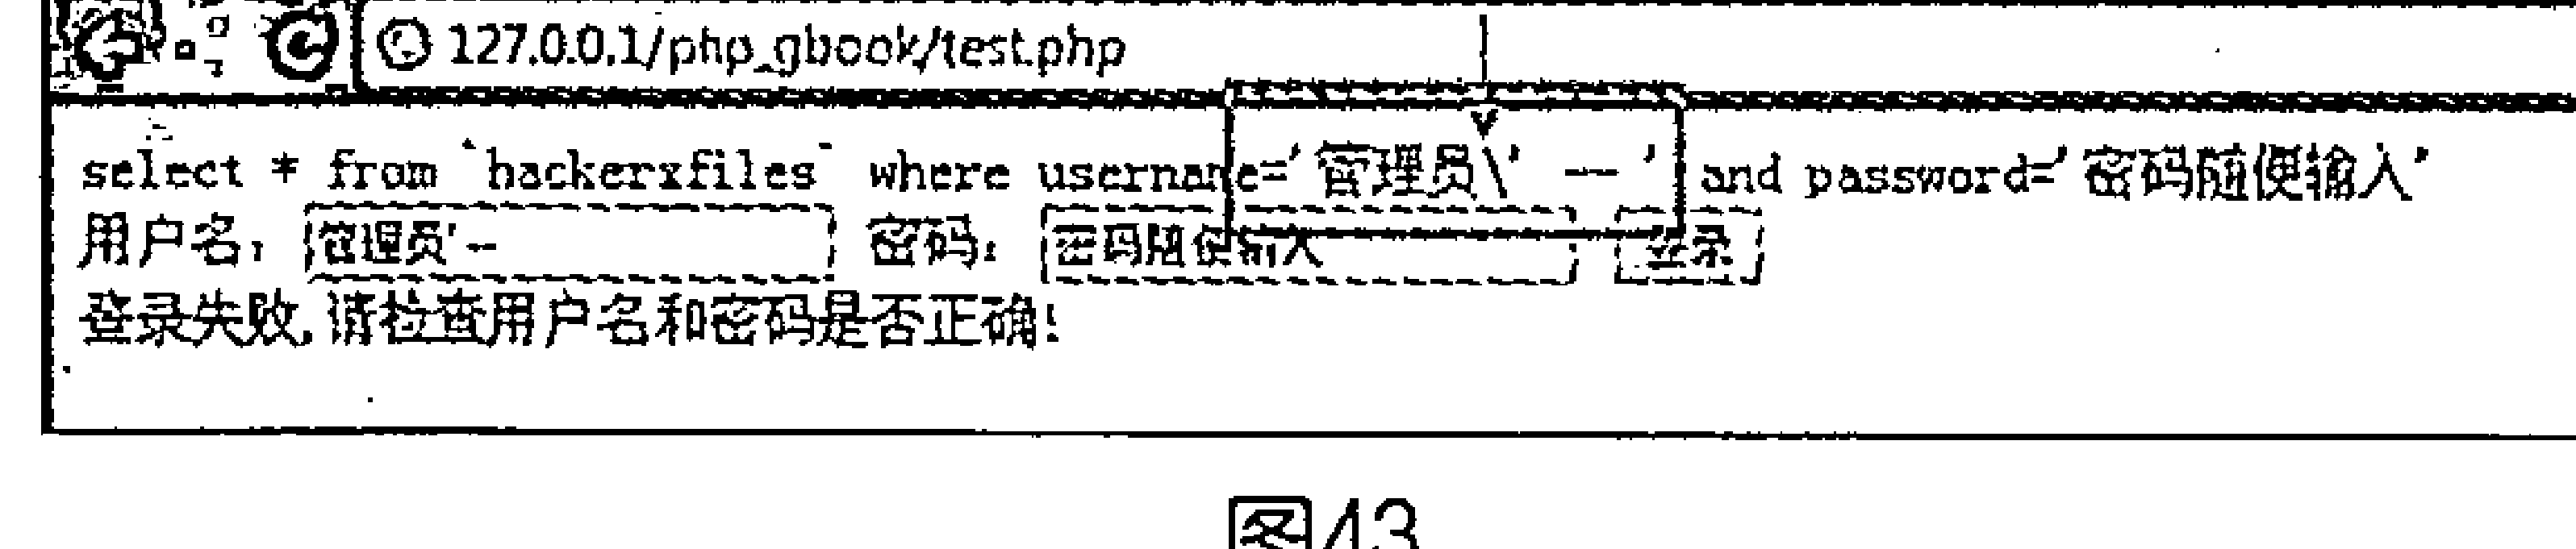 127.0.0.1/php_gbook/test.php
select * from `hackerxfiles` where username='管理员\' -- ' and password='密码随便输入'
用户名: 管理员'-- 密码: 密码随便输入 登录
登录失败,请检查用户名和密码是否正确!
图43